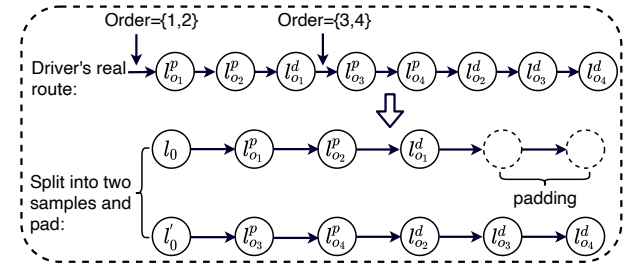 Order={1,2} Order={3,4}
Driver's real route:
l^p_{o_1} l^p_{o_2} l^d_{o_1} l^p_{o_3} l^p_{o_4} l^d_{o_2} l^d_{o_3} l^d_{o_4}
l_0 l^p_{o_1} l^p_{o_2} l^d_{o_1}
Split into two
samples and
pad:
padding
l^'_0 l^p_{o_3} l^p_{o_4} l^d_{o_2} l^d_{o_3} l^d_{o_4}